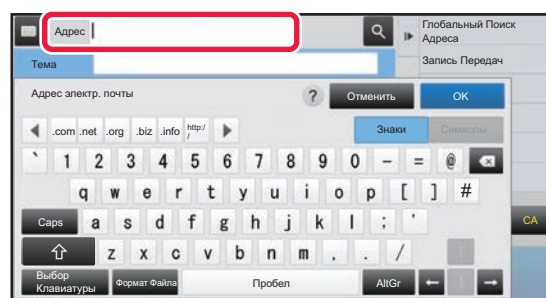 Адрес
Глобальный Поиск
Адреса
Тема
Запись Передач
Адрес электр. почты
? Отменить OK
.com .net .org .biz .info http:/
/
Знаки Символы
` 1 2 3 4 5 6 7 8 9 0 - = @
q w e r t y u i o p [ ] #
Caps a s d f g h j k l ; '
CA
z x c v b n m . . /
Выбор
Клавиатуры
Формат Файла Пробел AltGr